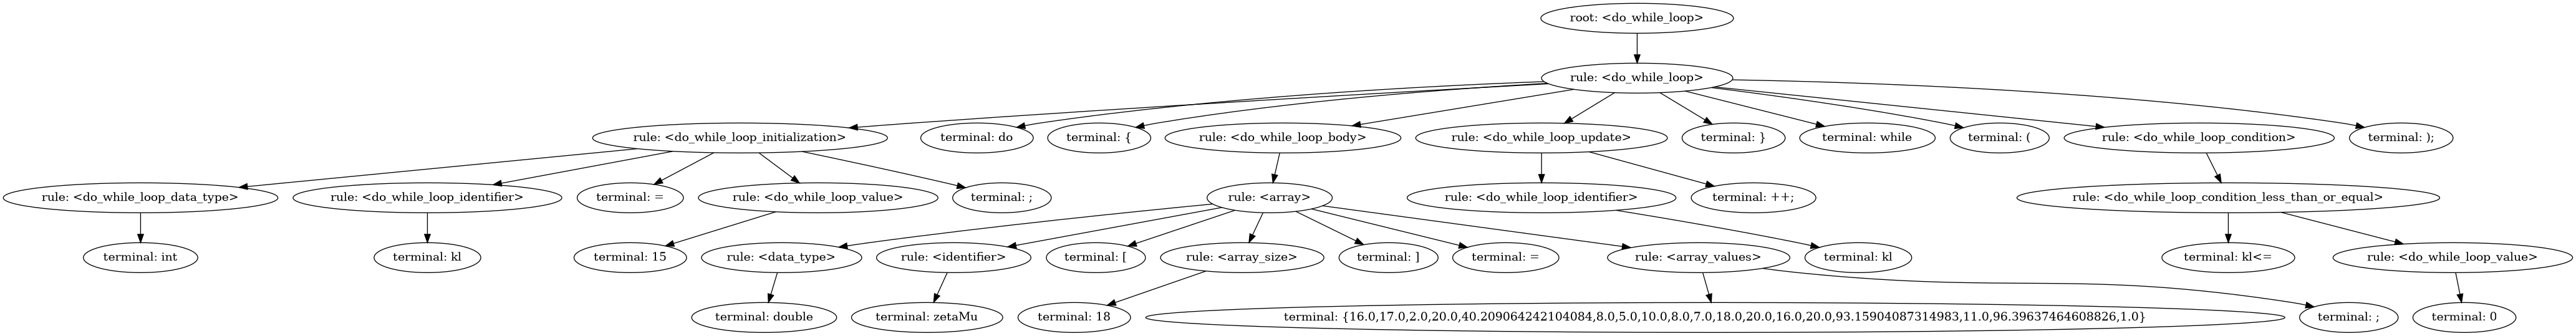 root: <do_while_loop>
rule: <do_while_loop>
rule: <do_while_loop_initialization>
terminal: do
terminal: {
rule: <do_while_loop_body>
rule: <do_while_loop_update>
terminal: }
terminal: while
terminal: (
rule: <do_while_loop_condition>
terminal: );
rule: <do_while_loop_data_type>
rule: <do_while_loop_identifier>
terminal: =
rule: <do_while_loop_value>
terminal: ;
rule: <array>
rule: <do_while_loop_identifier>
terminal: ++;
rule: <do_while_loop_condition_less_than_or_equal>
terminal: int
terminal: kl
terminal: 15
rule: <data_type>
rule: <identifier>
terminal: [
rule: <array_size>
terminal: ]
terminal: =
rule: <array_values>
terminal: kl
terminal: kl<=
rule: <do_while_loop_value>
terminal: double
terminal: zetaMu
terminal: 18
terminal: {16.0,17.0,2.0,20.0,40.209064242104084,8.0,5.0,10.0,8.0,7.0,18.0,20.0,16.0,20.0,93.15904087314983,11.0,96.39637464608826,1.0}
terminal: ;
terminal: 0